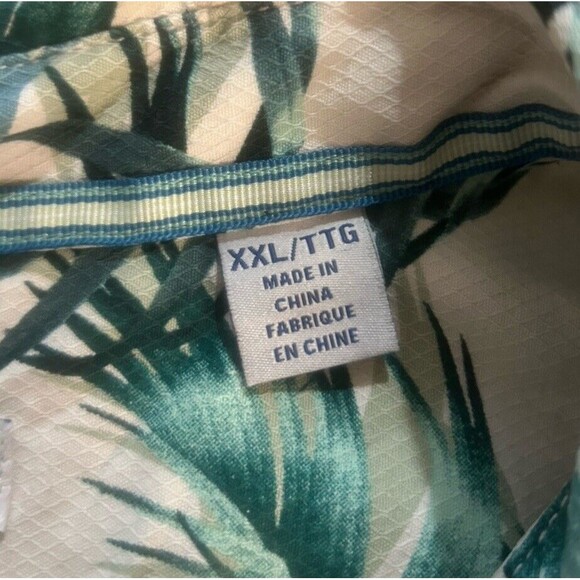 XXL/TTG
MADE IN
CHINA
FABRIQUE
EN CHINE